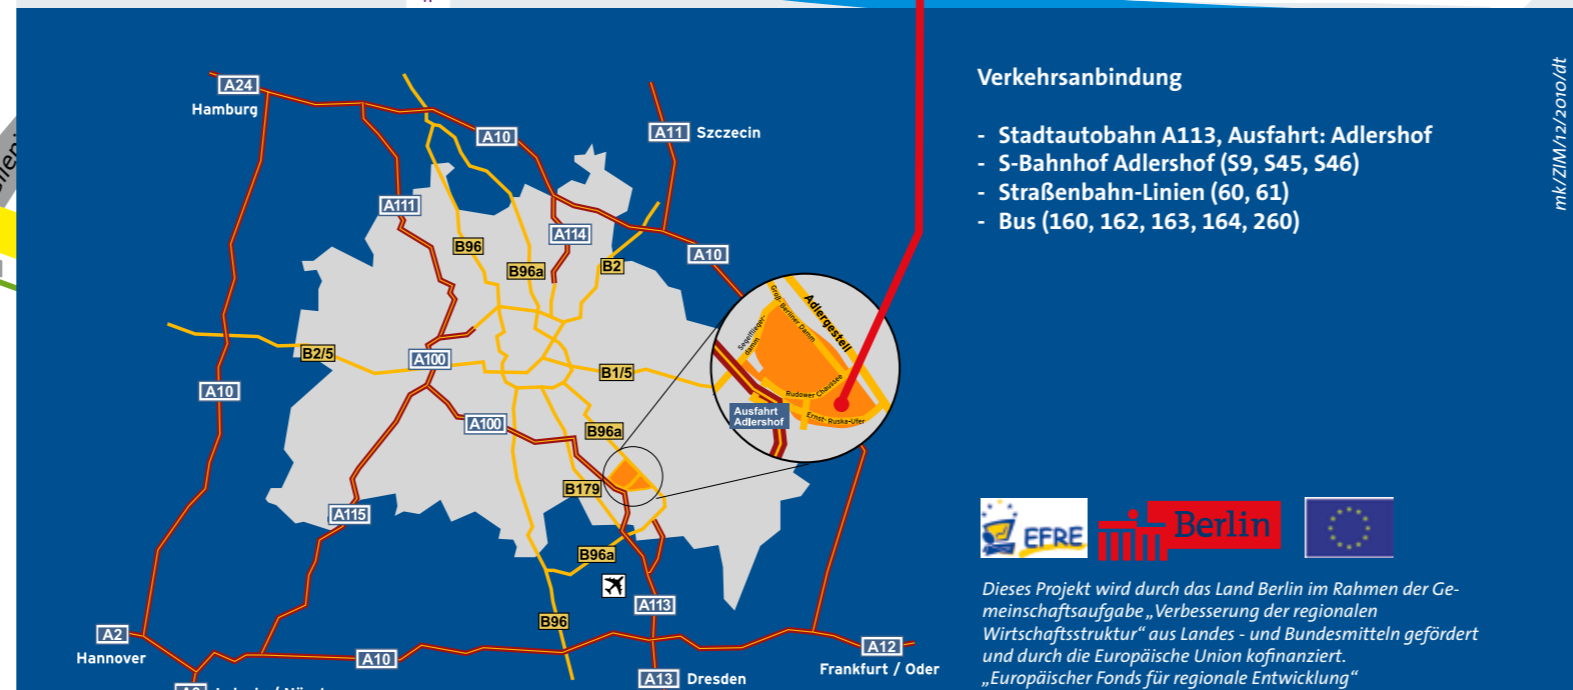 A24
Hamburg
A10
A11 Szczecin
A111
A114
B96
B96a
B2
A10
Adlergestell
Groß-Berliner Damm
Segelflieger-
damm
Rudower Chaussee
Ernst-Ruska-Ufer
Ausfahrt
Adlershof
B2/5
A100
B1/5
A10
A100
B96a
B179
A115
B96a
A113
B96
A2
Hannover
A10
A12
Frankfurt / Oder
A13 Dresden
Verkehrsanbindung
- Stadtautobahn A113, Ausfahrt: Adlershof
- S-Bahnhof Adlershof (S9, S45, S46)
- Straßenbahn-Linien (60, 61)
- Bus (160, 162, 163, 164, 260)
mk/ZIM/12/2010/dt
EFRE
Berlin
Dieses Projekt wird durch das Land Berlin im Rahmen der Ge-
meinschaftsaufgabe „Verbesserung der regionalen
Wirtschaftsstruktur“ aus Landes - und Bundesmitteln gefördert
und durch die Europäische Union kofinanziert.
„Europäischer Fonds für regionale Entwicklung“